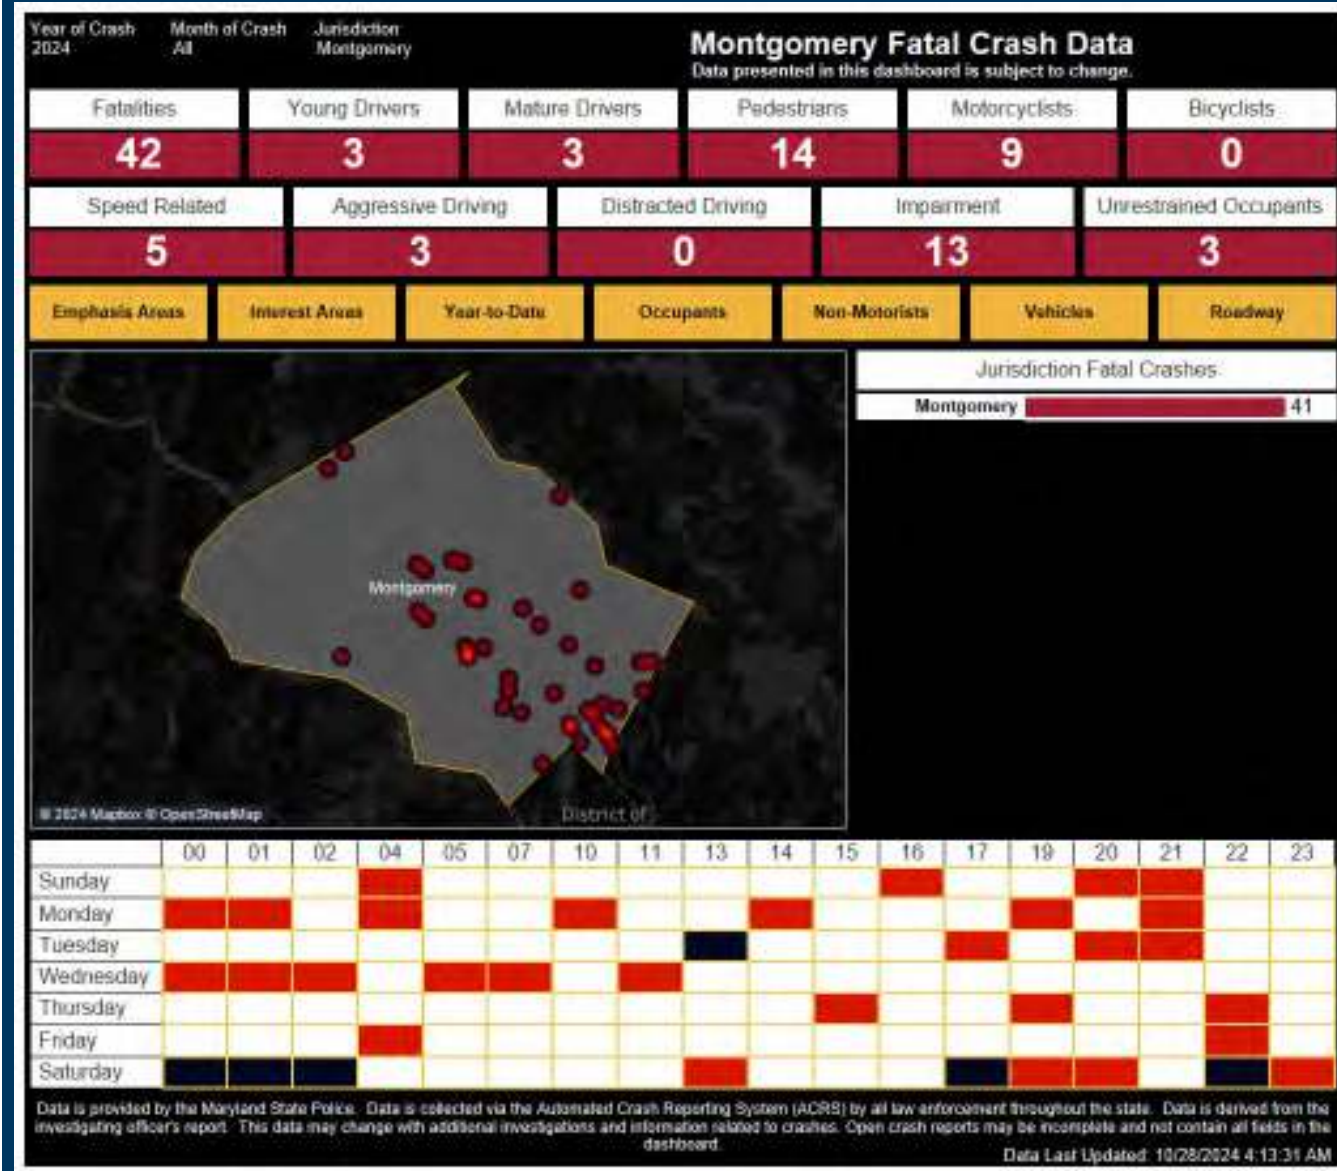 Year of Crash Month of Crash Jurisdiction
2024 All Montgomery
Montgomery Fatal Crash Data
Data presented in this dashboard is subject to change.
Fatalities Young Drivers Mature Drivers Pedestrians Motorcyclists Bicyclists
42 3 3 14 9 0
Speed Related Aggressive Driving Distracted Driving Impairment Unrestrained Occupants
5 3 0 13 3
Emphasis Areas Interest Areas Year-to-Date Occupants Non-Motorists Vehicles Roadway
Jurisdiction Fatal Crashes
Montgomery 41
Montgomery
© 2024 Mapbox © OpenStreetMap
District of
00 01 02 04 05 07 10 11 13 14 15 16 17 19 20 21 22 23
Sunday
Monday
Tuesday
Wednesday
Thursday
Friday
Saturday
Data is provided by the Maryland State Police. Data is collected via the Automated Crash Reporting System (ACRS) by all law enforcement throughout the state. Data is derived from the
investigating officer's report. This data may change with additional investigations and information related to crashes. Open crash reports may be incomplete and not contain all fields in the
dashboard.
Data Last Updated: 10/28/2024 4:13:31 AM